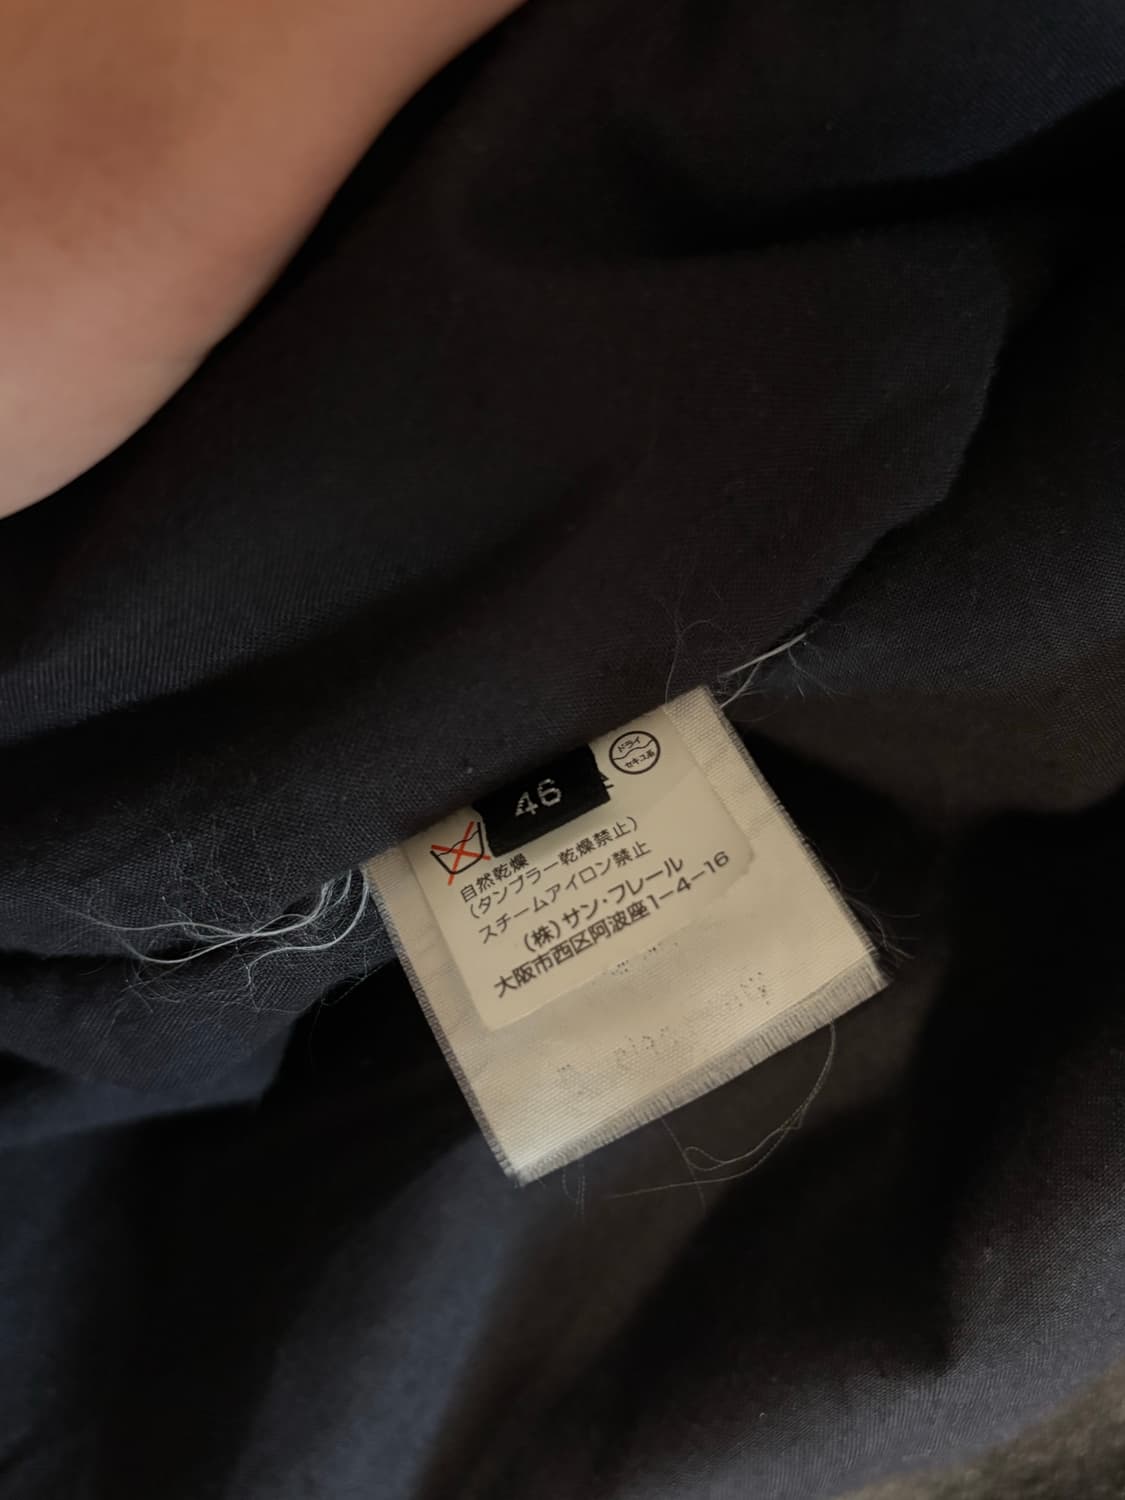 46
ドライ
セキユ系
自然乾燥
(タンブラー乾燥禁止)
スチームアイロン禁止
(株)サン・フレール
大阪市西区阿波座1-4-16